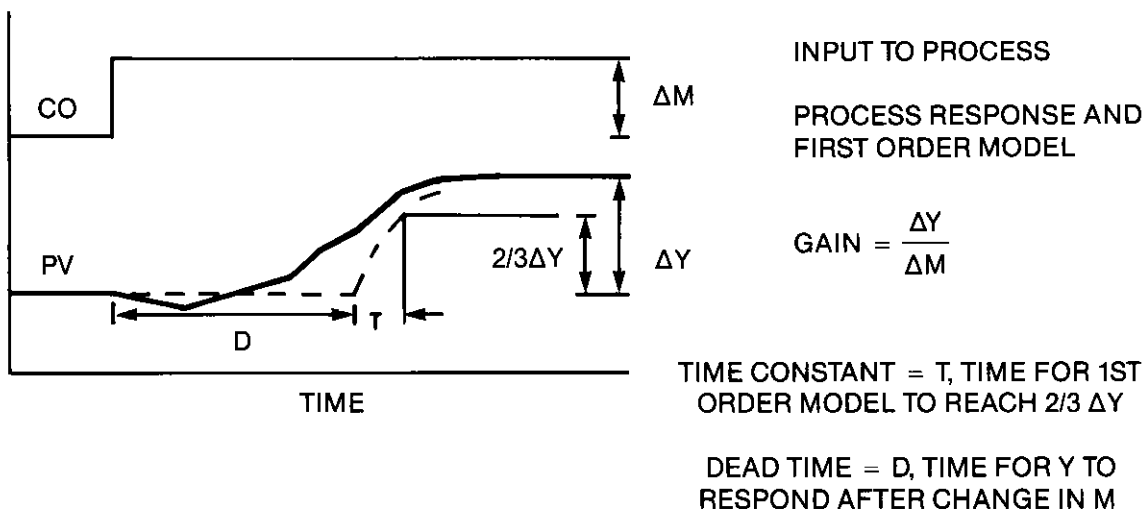 CO
ΔM
PV
2/3ΔY
ΔY
D
T
TIME
INPUT TO PROCESS
PROCESS RESPONSE AND
FIRST ORDER MODEL
GAIN = ΔY
ΔM
TIME CONSTANT = T, TIME FOR 1ST
ORDER MODEL TO REACH 2/3 ΔY
DEAD TIME = D, TIME FOR Y TO
RESPOND AFTER CHANGE IN M